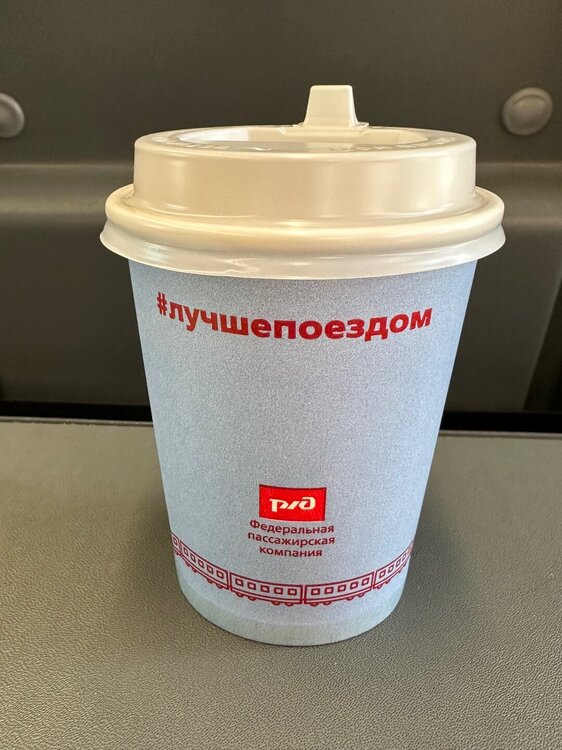 #лучшепоездом
ржд
Федеральная
пассажирская
компания